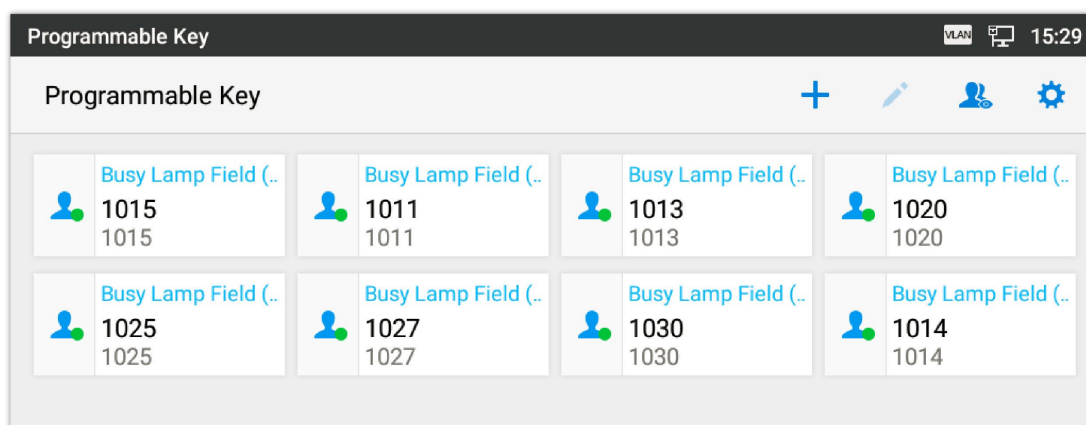 Programmable Key
VLAN 15:29
Programmable Key
Busy Lamp Field (.. Busy Lamp Field (.. Busy Lamp Field (.. Busy Lamp Field (..
1015 1011 1013 1020
1015 1011 1013 1020
Busy Lamp Field (.. Busy Lamp Field (.. Busy Lamp Field (.. Busy Lamp Field (..
1025 1027 1030 1014
1025 1027 1030 1014